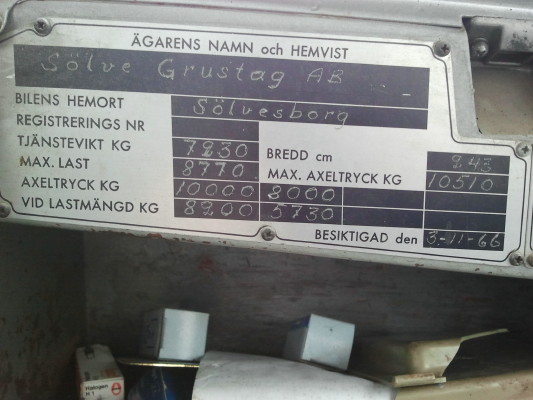 ÄGARENS NAMN och HEMVIST
Sölve Grustag AB
BILENS HEMORT Sölvesborg
REGISTRERINGS NR
TJÄNSTEVIKT KG 7230 BREDD cm 243
MAX. LAST 8770 MAX. AXELTRYCK KG 10510
AXELTRYCK KG 10000 8000
VID LASTMÄNGD KG 8200 5730
BESIKTIGAD den 3-11-66
Halogen
H 1